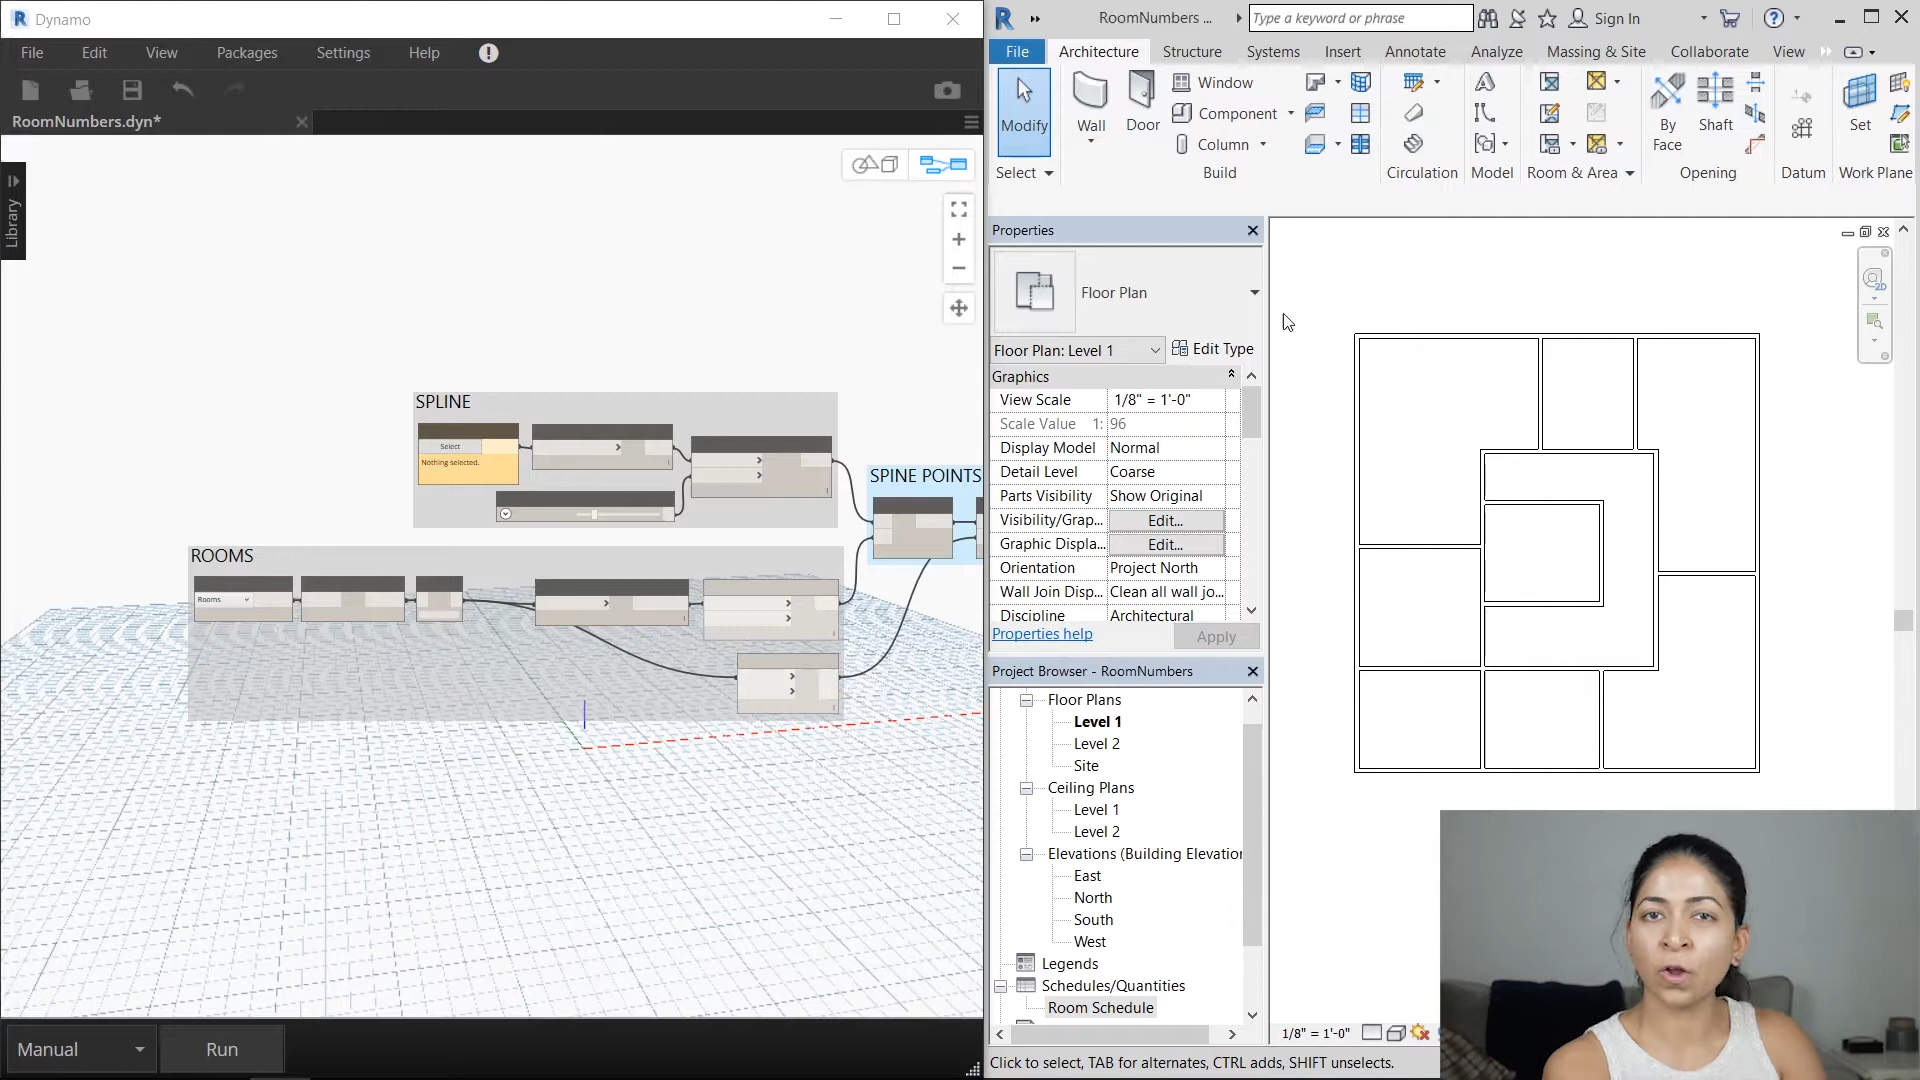 Dynamo
File Edit View Packages Settings Help
RoomNumbers.dyn*
Library
SPLINE
Select
Nothing selected.
SPINE POINTS
ROOMS
Rooms
Manual
Run
RoomNumbers ...
Type a keyword or phrase
Sign In
File Architecture Structure Systems Insert Annotate Analyze Massing & Site Collaborate View
Modify
Wall
Door
Window
Component
Column
By Face
Shaft
Set
Select
Build
Circulation
Model
Room & Area
Opening
Datum
Work Plane
Properties
Floor Plan
Floor Plan: Level 1
Edit Type
Graphics
View Scale 1/8" = 1'-0"
Scale Value 1: 96
Display Model Normal
Detail Level Coarse
Parts Visibility Show Original
Visibility/Grap... Edit...
Graphic Displa... Edit...
Orientation Project North
Wall Join Disp... Clean all wall jo...
Discipline Architectural
Properties help
Apply
Project Browser - RoomNumbers
Floor Plans
Level 1
Level 2
Site
Ceiling Plans
Level 1
Level 2
Elevations (Building Elevation
East
North
South
West
Legends
Schedules/Quantities
Room Schedule
2D
1/8" = 1'-0"
Click to select, TAB for alternates, CTRL adds, SHIFT unselects.